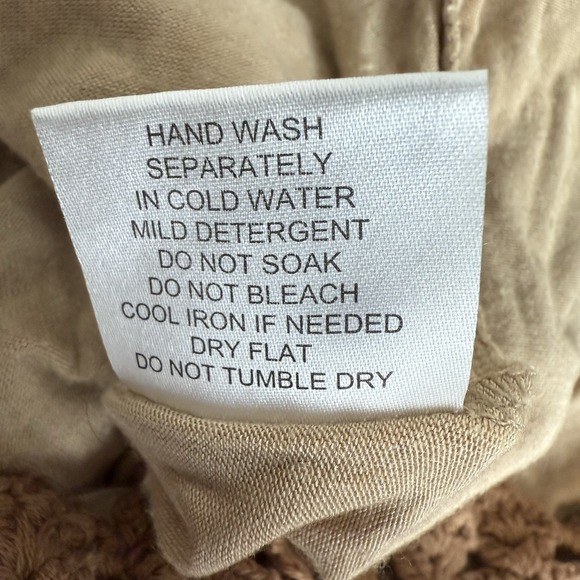 HAND WASH
SEPARATELY
IN COLD WATER
MILD DETERGENT
DO NOT SOAK
DO NOT BLEACH
COOL IRON IF NEEDED
DRY FLAT
DO NOT TUMBLE DRY